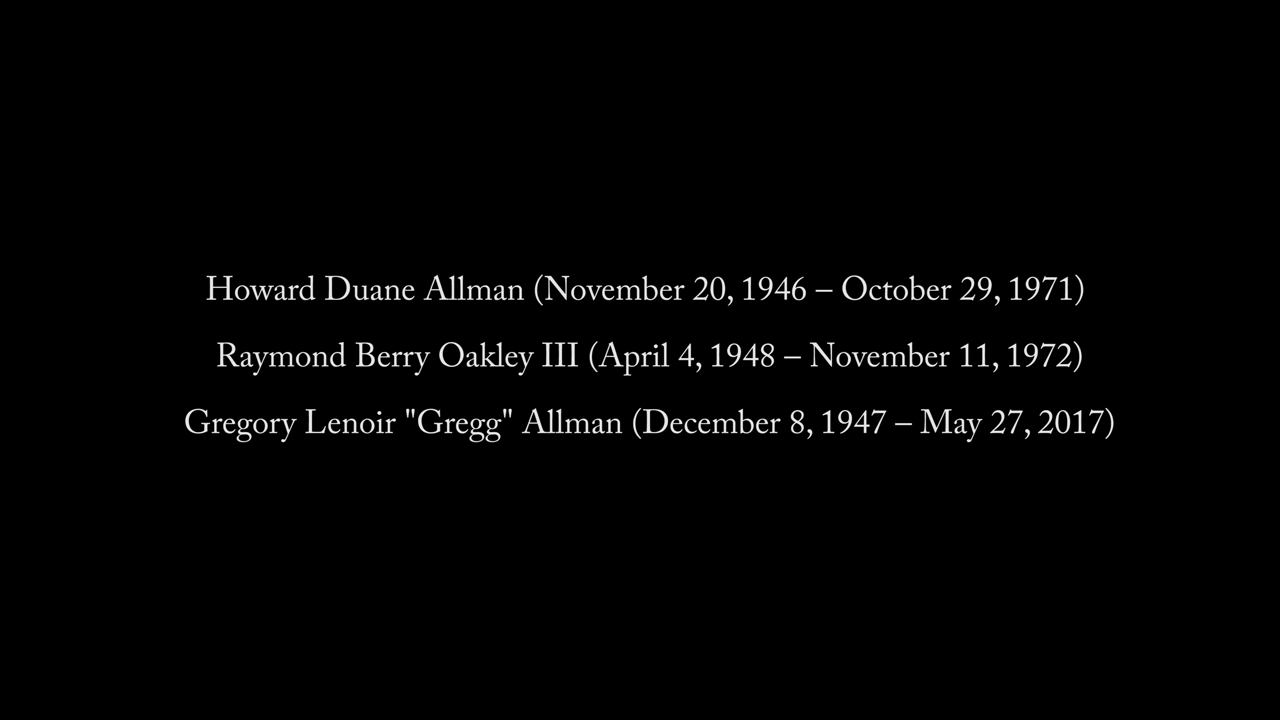 Howard Duane Allman (November 20, 1946 – October 29, 1971)
Raymond Berry Oakley III (April 4, 1948 – November 11, 1972)
Gregory Lenoir "Gregg" Allman (December 8, 1947 – May 27, 2017)